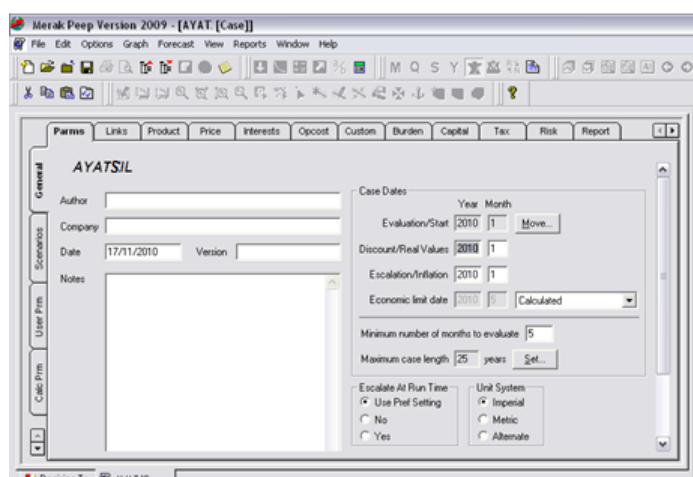 Merak Peep Version 2009 - [AYAT. [Case]]
File Edit Options Graph Forecast View Reports Window Help
M Q S Y
Parms Links Product Price Interests Opcost Custom Burden Capital Tax Risk Report
General
Scenarios
User Prm
Calc Prm
AYATSIL
Author
Company
Date 17/11/2010 Version
Notes
Case Dates
Year Month
Evaluation/Start 2010 1 Move...
Discount/Real Values 2010 1
Escalation/Inflation 2010 1
Economic limit date 2010 5 Calculated
Minimum number of months to evaluate 5
Maximum case length 25 years Set...
Escalate At Run Time
Use Pref Setting
No
Yes
Unit System
Imperial
Metric
Alternate